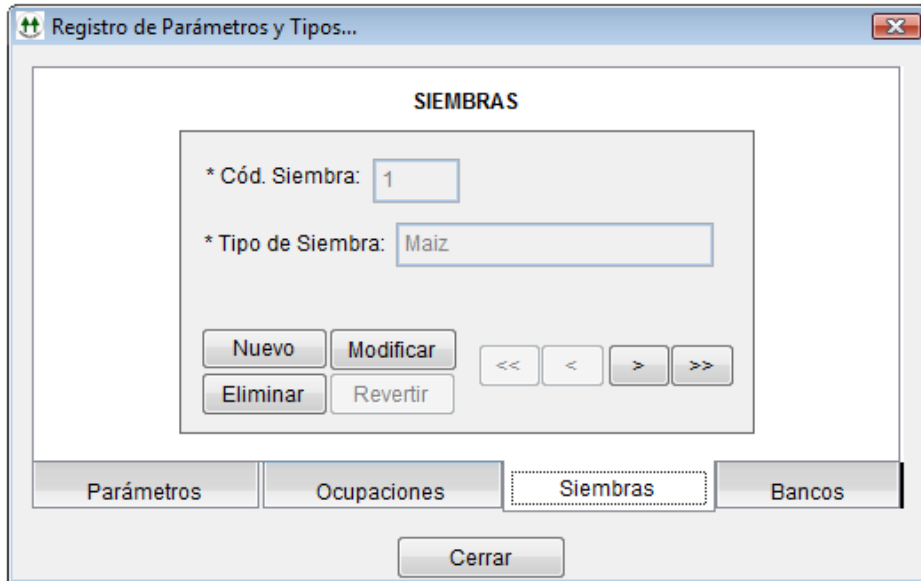 Registro de Parámetros y Tipos...
SIEMBRAS
* Cód. Siembra: 1
* Tipo de Siembra: Maiz
Nuevo Modificar << < > >>
Eliminar Revertir
Parámetros Ocupaciones Siembras Bancos
Cerrar